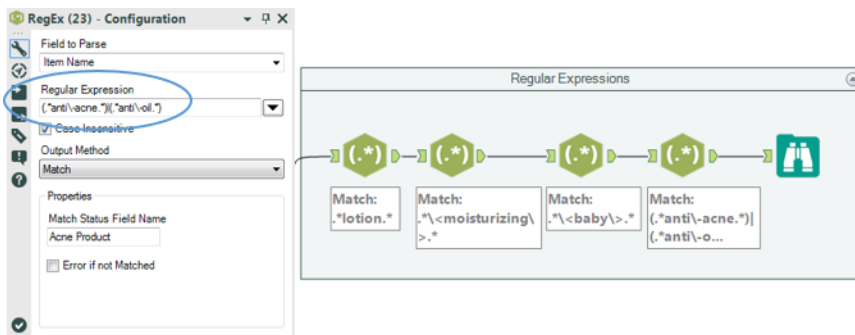 RegEx (23) - Configuration
Field to Parse
Item Name
Regular Expression
(.*anti\-acne.*)|(.*anti\-oil.*)
Case Insensitive
Output Method
Match
Properties
Match Status Field Name
Acne Product
Error if not Matched
Regular Expressions
(.*)
(.*)
(.*)
(.*)
Match:
.*lotion.*
Match:
.*\<moisturizing\
>.*
Match:
.*\<baby\>.*
Match:
(.*anti\-acne.*)|
(.*anti\-o...